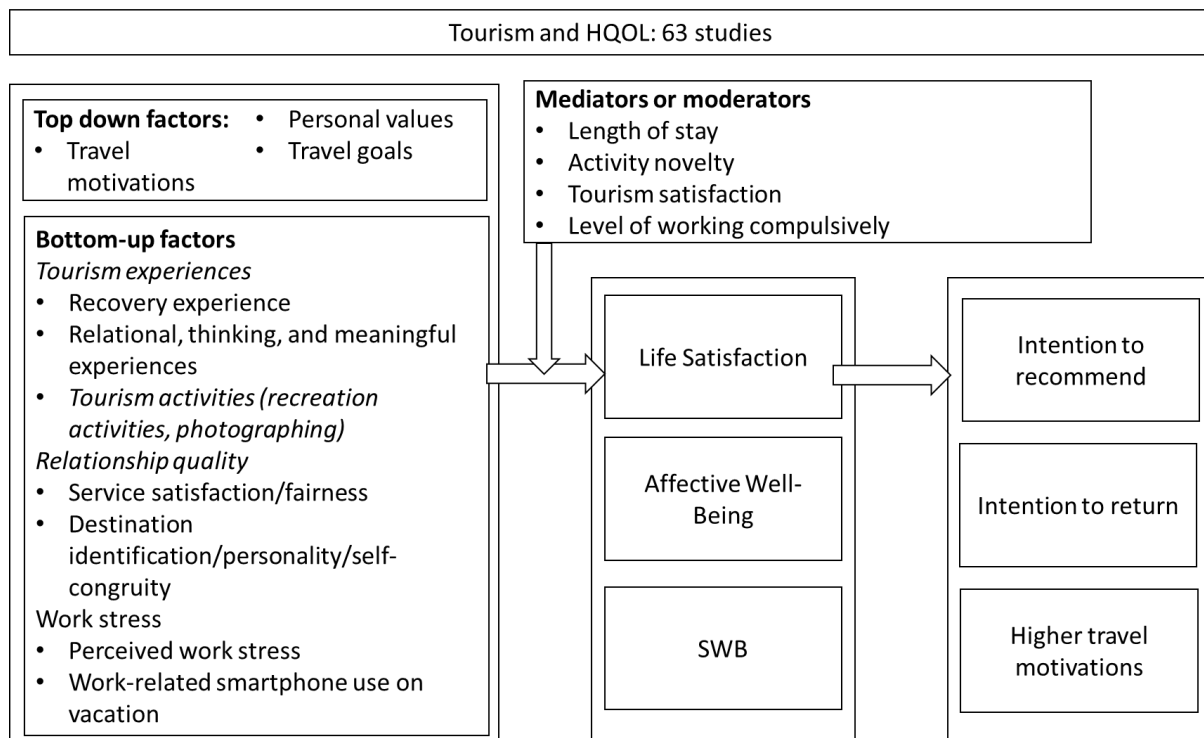 Tourism and HQOL: 63 studies
Top down factors:
• Travel
motivations
• Personal values
• Travel goals
Mediators or moderators
• Length of stay
• Activity novelty
• Tourism satisfaction
• Level of working compulsively
Bottom-up factors
Tourism experiences
• Recovery experience
• Relational, thinking, and meaningful
experiences
• Tourism activities (recreation
activities, photographing)
Relationship quality
• Service satisfaction/fairness
• Destination
identification/personality/self-
congruity
Work stress
• Perceived work stress
• Work-related smartphone use on
vacation
Life Satisfaction
Affective Well-
Being
SWB
Intention to
recommend
Intention to return
Higher travel
motivations